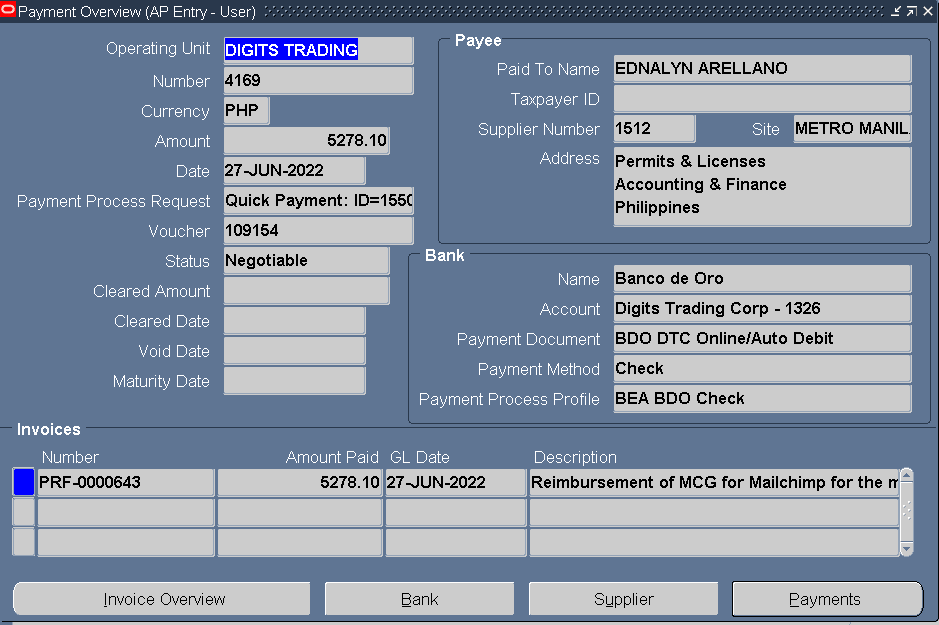 Payment Overview (AP Entry - User)
Operating Unit DIGITS TRADING
Number 4169
Currency PHP
Amount 5278.10
Date 27-JUN-2022
Payment Process Request Quick Payment: ID=1550
Voucher 109154
Status Negotiable
Cleared Amount
Cleared Date
Void Date
Maturity Date
Payee
Paid To Name EDNALYN ARELLANO
Taxpayer ID
Supplier Number 1512 Site METRO MANIL
Address Permits & Licenses
Accounting & Finance
Philippines
Bank
Name Banco de Oro
Account Digits Trading Corp - 1326
Payment Document BDO DTC Online/Auto Debit
Payment Method Check
Payment Process Profile BEA BDO Check
Invoices
Number Amount Paid GL Date Description
PRF-0000643 5278.10 27-JUN-2022 Reimbursement of MCG for Mailchimp for the m
Invoice Overview Bank Supplier Payments